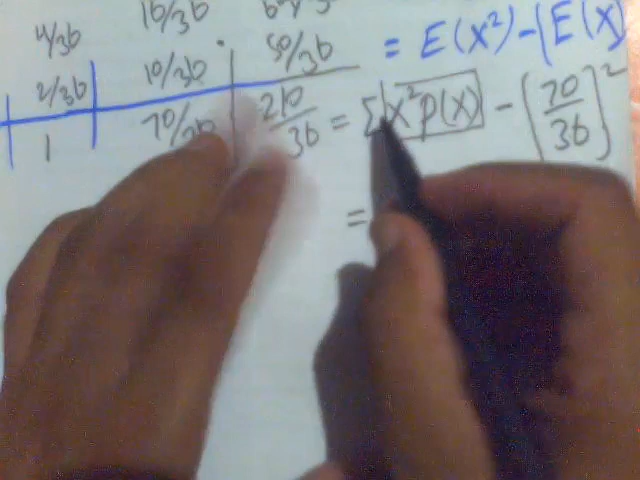 4/36 16/36
2/36 10/36 50/36 = E(X²) - (E(X)
1 70/36 210/36 = Σ x² p(x) - (70/36)²
=